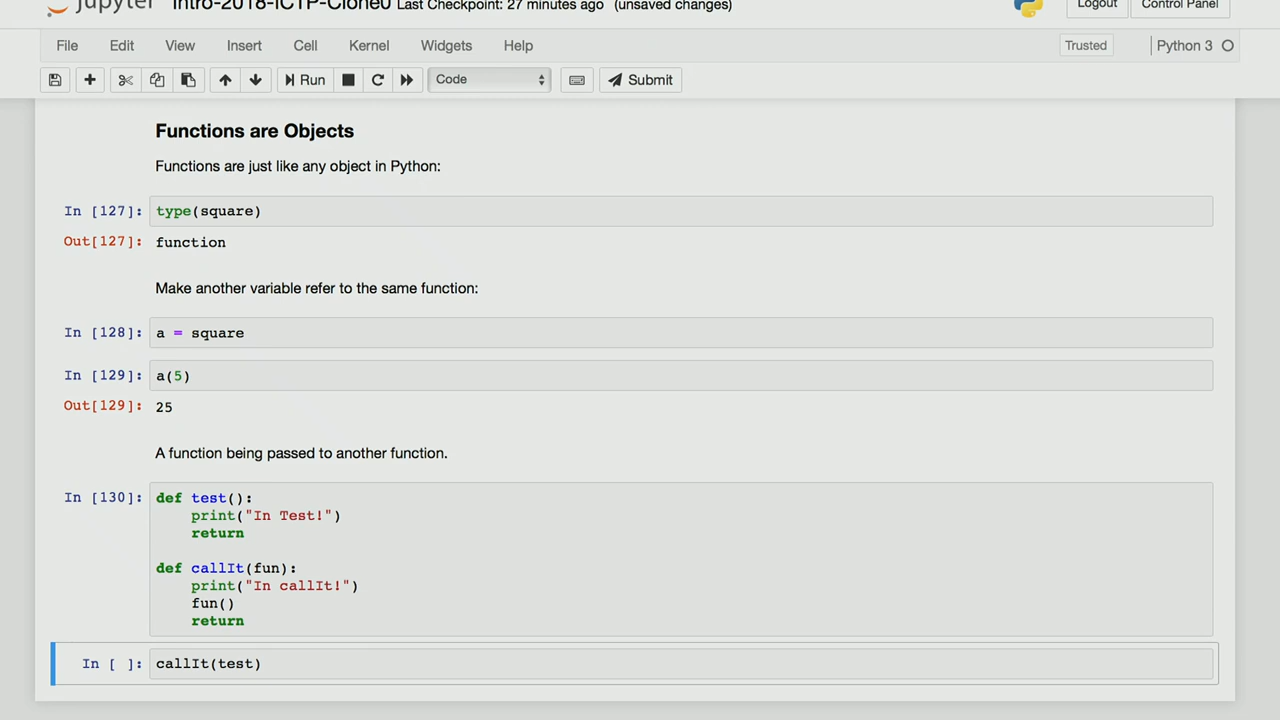 jupyter Intro-2018-ICTP-Clone0 Last Checkpoint: 27 minutes ago (unsaved changes) Logout Control Panel
File Edit View Insert Cell Kernel Widgets Help Trusted Python 3
Run Code Submit
Functions are Objects
Functions are just like any object in Python:
In [127]: type(square)
Out[127]: function
Make another variable refer to the same function:
In [128]: a = square
In [129]: a(5)
Out[129]: 25
A function being passed to another function.
In [130]: def test():
print("In Test!")
return
def callIt(fun):
print("In callIt!")
fun()
return
In [ ]: callIt(test)